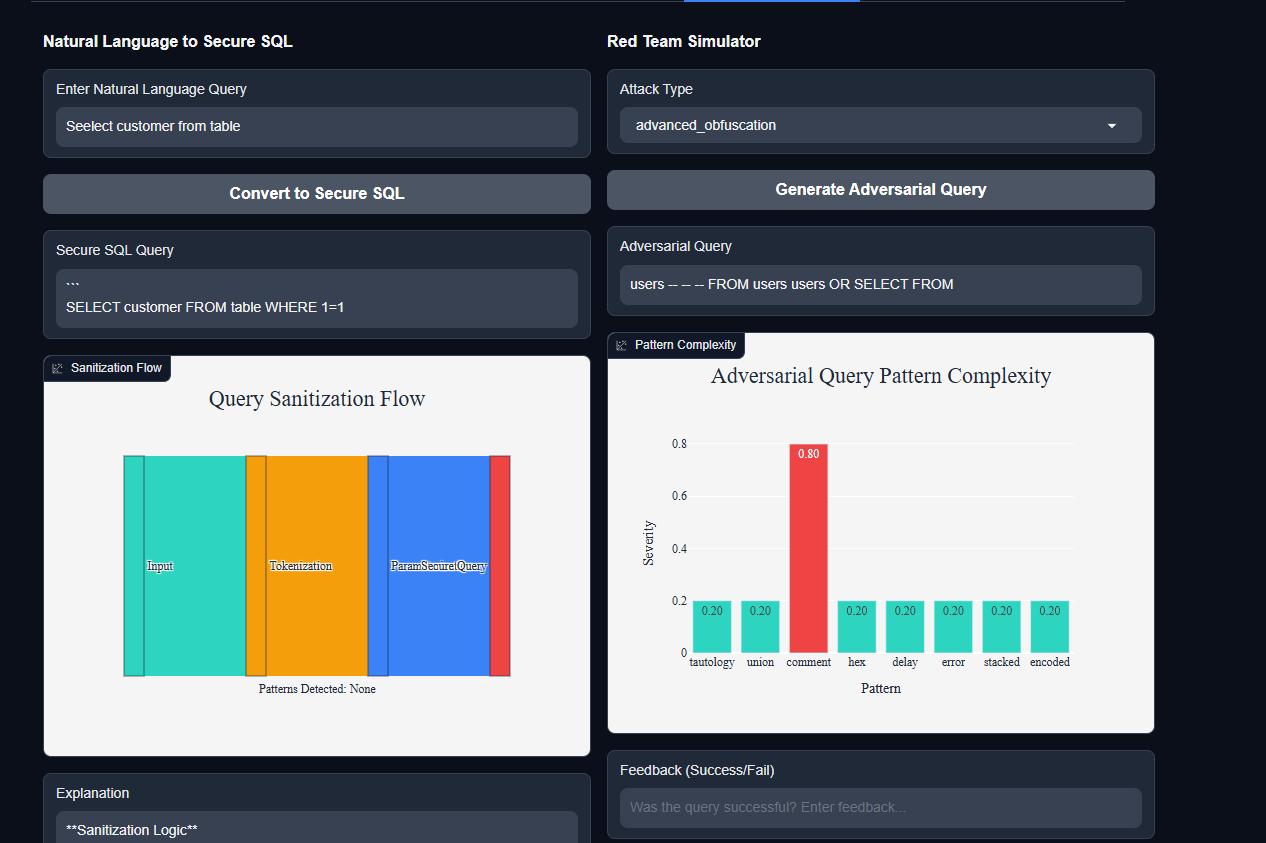 Natural Language to Secure SQL
Enter Natural Language Query
Seelect customer from table
Convert to Secure SQL
Secure SQL Query
```
SELECT customer FROM table WHERE 1=1
Sanitization Flow
Query Sanitization Flow
Input
Tokenization
Patterns Detected: None
Explanation
**Sanitization Logic**
Red Team Simulator
Attack Type
advanced_obfuscation
Generate Adversarial Query
Adversarial Query
users -- -- -- FROM users users OR SELECT FROM
Pattern Complexity
Adversarial Query Pattern Complexity
Severity
0.8
0.6
0.4
0.2
0
0.20 0.20 0.80 0.20 0.20 0.20 0.20 0.20
tautology union comment hex delay error stacked encoded
Pattern
Feedback (Success/Fail)
Was the query successful? Enter feedback...